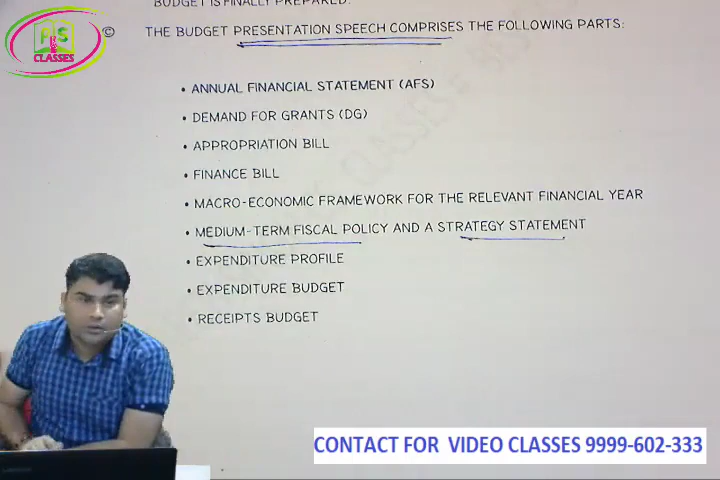 BUDGET IS FINALLY PREPARED.
© THE BUDGET PRESENTATION SPEECH COMPRISES THE FOLLOWING PARTS:
• ANNUAL FINANCIAL STATEMENT (AFS)
• DEMAND FOR GRANTS (DG)
• APPROPRIATION BILL
• FINANCE BILL
• MACRO-ECONOMIC FRAMEWORK FOR THE RELEVANT FINANCIAL YEAR
• MEDIUM-TERM FISCAL POLICY AND A STRATEGY STATEMENT
• EXPENDITURE PROFILE
• EXPENDITURE BUDGET
• RECEIPTS BUDGET
CLASSES
CONTACT FOR VIDEO CLASSES 9999-602-333